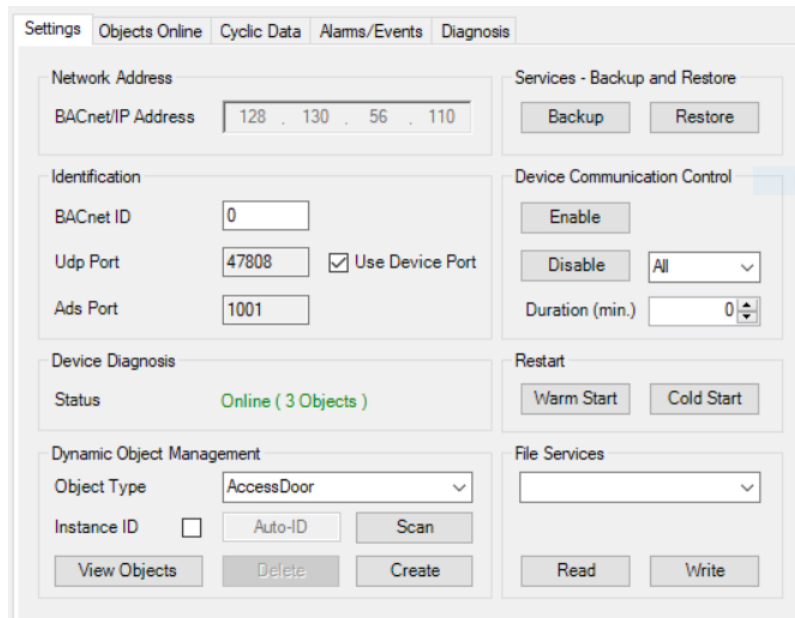 Settings Objects Online Cyclic Data Alarms/Events Diagnosis
Network Address
BACnet/IP Address 128 . 130 . 56 . 110
Identification
BACnet ID 0
Udp Port 47808 Use Device Port
Ads Port 1001
Device Diagnosis
Status Online ( 3 Objects )
Dynamic Object Management
Object Type AccessDoor
Instance ID Auto-ID Scan
View Objects Delete Create
Services - Backup and Restore
Backup Restore
Device Communication Control
Enable
Disable All
Duration (min.) 0
Restart
Warm Start Cold Start
File Services
Read Write